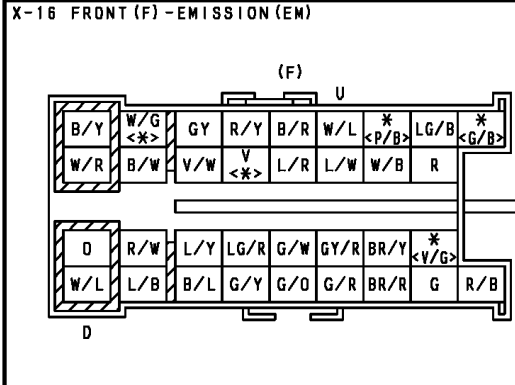 X-16 FRONT(F)-EMISSION(EM)
(F)
U
B/Y W/G <*> GY R/Y B/R W/L * <P/B> LG/B * <G/B>
W/R B/W V/W V <*> L/R L/W W/B R
O R/W L/Y LG/R G/W GY/R BR/Y * <V/G>
W/L L/B B/L G/Y G/O G/R BR/R G R/B
D